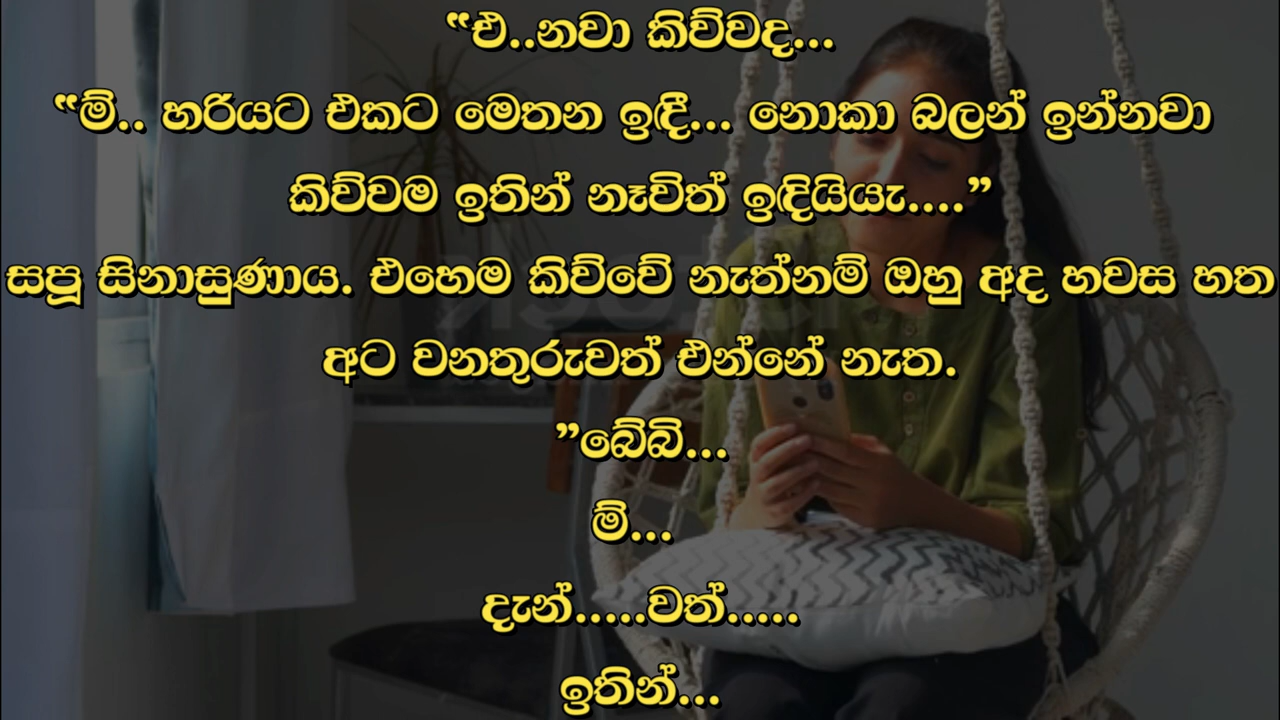 “එ..නවා කිව්වද...
“ම්.. හරියට එකට මෙතන ඉඳී... නොකා බලන් ඉන්නවා
කිව්වම ඉතින් නෑවිත් ඉඳියියැ....”
සපූ සිනාසුණාය. එහෙම කිව්වේ නැත්නම් ඔහු අද හවස හත
අට වනතුරුවත් එන්නේ නැත.
”බේබි...
ම්...
දැන්.....වත්.....
ඉතින්...